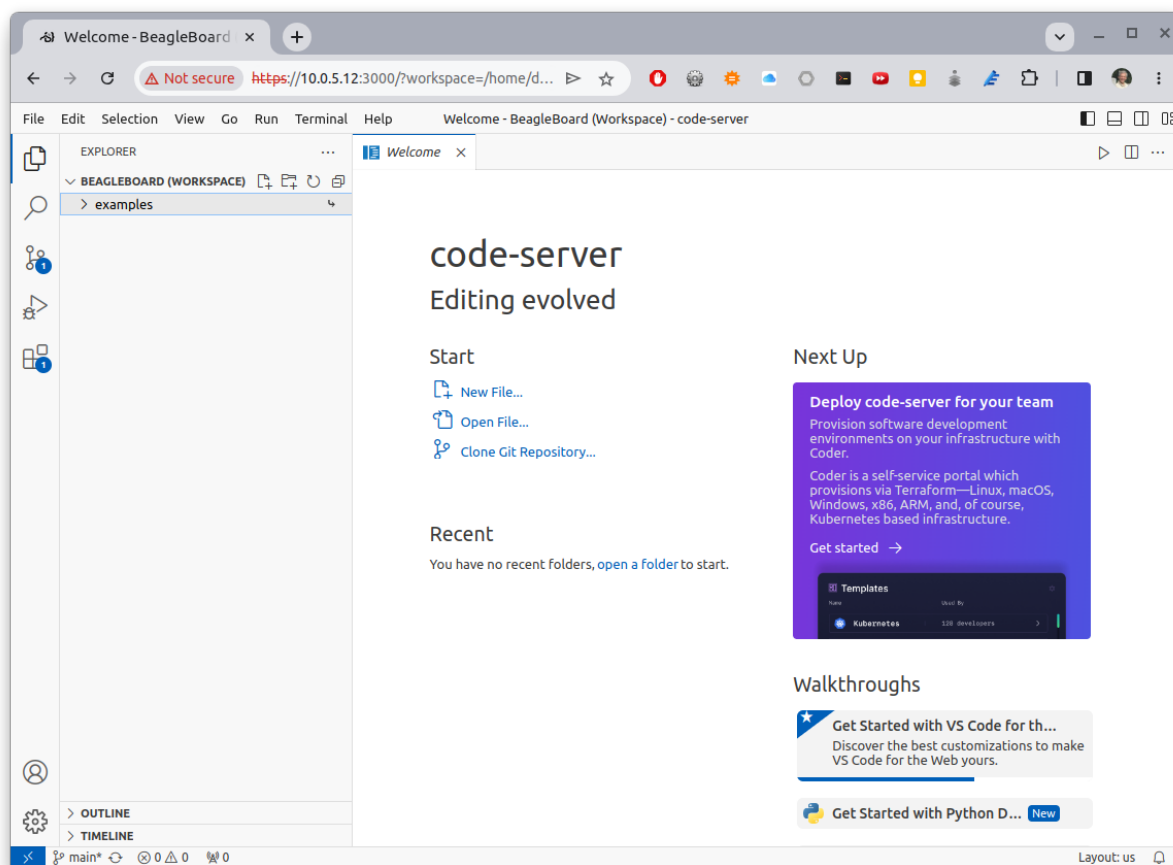 Welcome - BeagleBoard
Not secure https://10.0.5.12:3000/?workspace=/home/d...
File Edit Selection View Go Run Terminal Help Welcome - BeagleBoard (Workspace) - code-server
EXPLORER
Welcome
BEAGLEBOARD (WORKSPACE)
examples
1
1
code-server
Editing evolved
Start
New File...
Open File...
Clone Git Repository...
Recent
You have no recent folders, open a folder to start.
Next Up
Deploy code-server for your team
Provision software development
environments on your infrastructure with
Coder.
Coder is a self-service portal which
provisions via Terraform—Linux, macOS,
Windows, x86, ARM, and, of course,
Kubernetes based infrastructure.
Get started
Templates
Name Used By
Kubernetes 120 developers
Walkthroughs
Get Started with VS Code for th...
Discover the best customizations to make
VS Code for the Web yours.
Get Started with Python D... New
OUTLINE
TIMELINE
main* 0 0 0 Layout: us